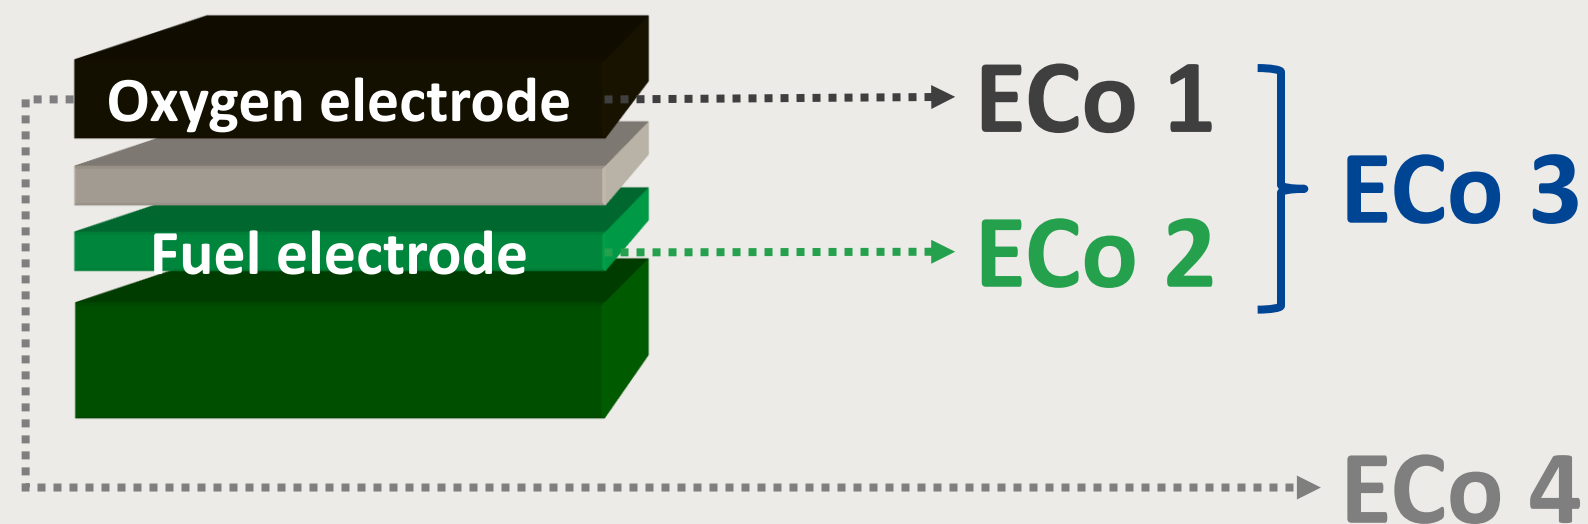 Oxygen electrode
ECo 1
ECo 3
Fuel electrode
ECo 2
ECo 4